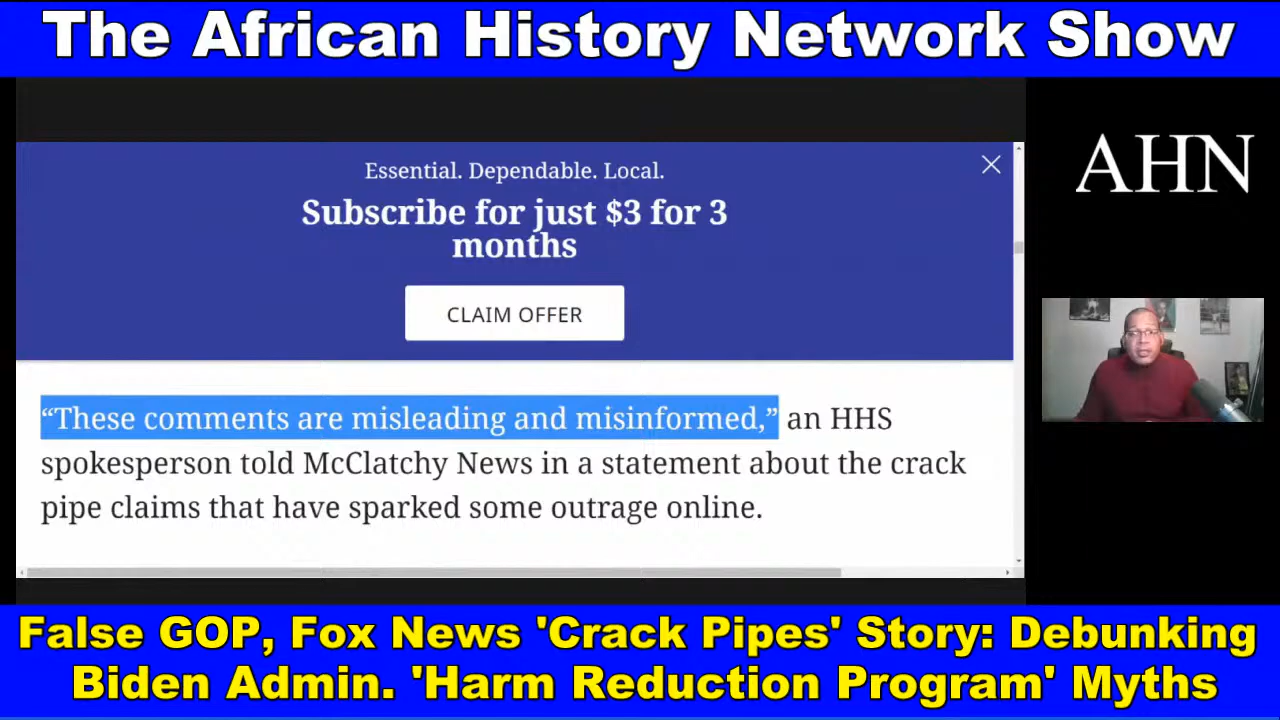 The African History Network Show
AHN
Essential. Dependable. Local.
Subscribe for just $3 for 3
months
CLAIM OFFER
“These comments are misleading and misinformed,” an HHS
spokesperson told McClatchy News in a statement about the crack
pipe claims that have sparked some outrage online.
False GOP, Fox News 'Crack Pipes' Story: Debunking
Biden Admin. 'Harm Reduction Program' Myths